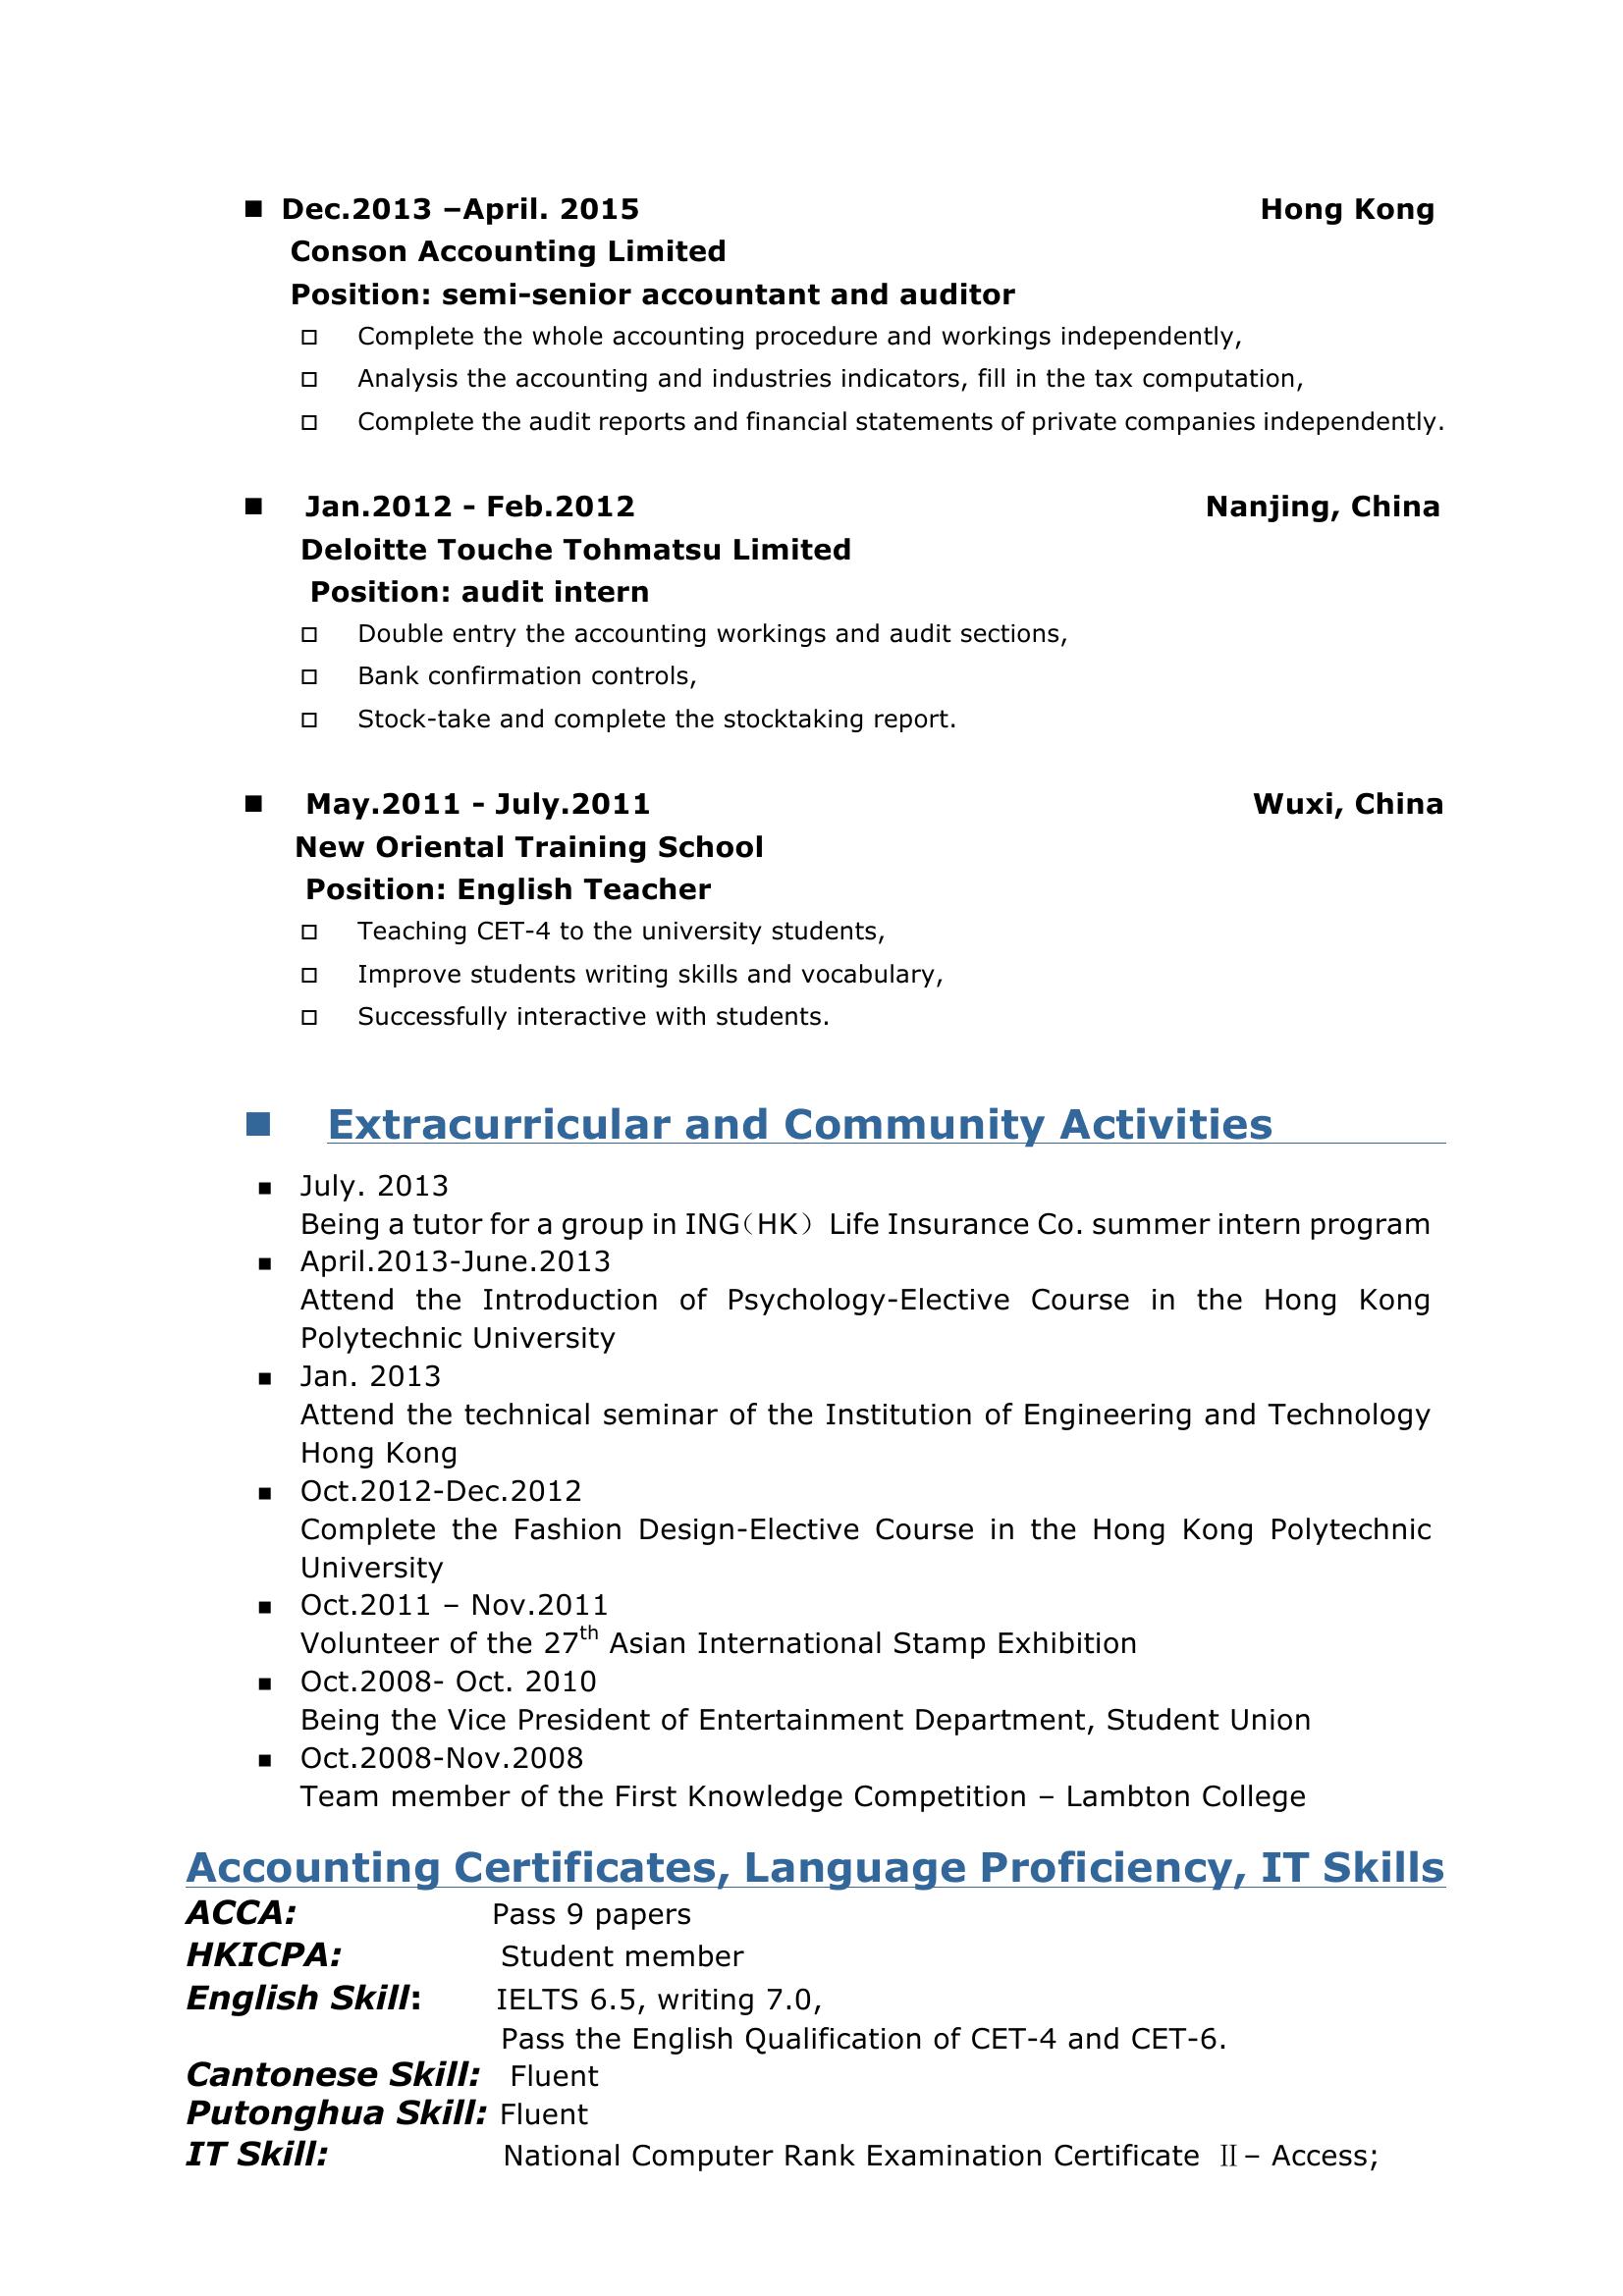 ■ Dec.2013 –April. 2015 Hong Kong
Conson Accounting Limited
Position: semi-senior accountant and auditor
□ Complete the whole accounting procedure and workings independently,
□ Analysis the accounting and industries indicators, fill in the tax computation,
□ Complete the audit reports and financial statements of private companies independently.
■ Jan.2012 - Feb.2012 Nanjing, China
Deloitte Touche Tohmatsu Limited
Position: audit intern
□ Double entry the accounting workings and audit sections,
□ Bank confirmation controls,
□ Stock-take and complete the stocktaking report.
■ May.2011 - July.2011 Wuxi, China
New Oriental Training School
Position: English Teacher
□ Teaching CET-4 to the university students,
□ Improve students writing skills and vocabulary,
□ Successfully interactive with students.
■ Extracurricular and Community Activities
■ July. 2013
Being a tutor for a group in ING（HK）Life Insurance Co. summer intern program
■ April.2013-June.2013
Attend the Introduction of Psychology-Elective Course in the Hong Kong
Polytechnic University
■ Jan. 2013
Attend the technical seminar of the Institution of Engineering and Technology
Hong Kong
■ Oct.2012-Dec.2012
Complete the Fashion Design-Elective Course in the Hong Kong Polytechnic
University
■ Oct.2011 – Nov.2011
Volunteer of the 27th Asian International Stamp Exhibition
■ Oct.2008- Oct. 2010
Being the Vice President of Entertainment Department, Student Union
■ Oct.2008-Nov.2008
Team member of the First Knowledge Competition – Lambton College
Accounting Certificates, Language Proficiency, IT Skills
ACCA: Pass 9 papers
HKICPA: Student member
English Skill: IELTS 6.5, writing 7.0,
Pass the English Qualification of CET-4 and CET-6.
Cantonese Skill: Fluent
Putonghua Skill: Fluent
IT Skill: National Computer Rank Examination Certificate Ⅱ– Access;